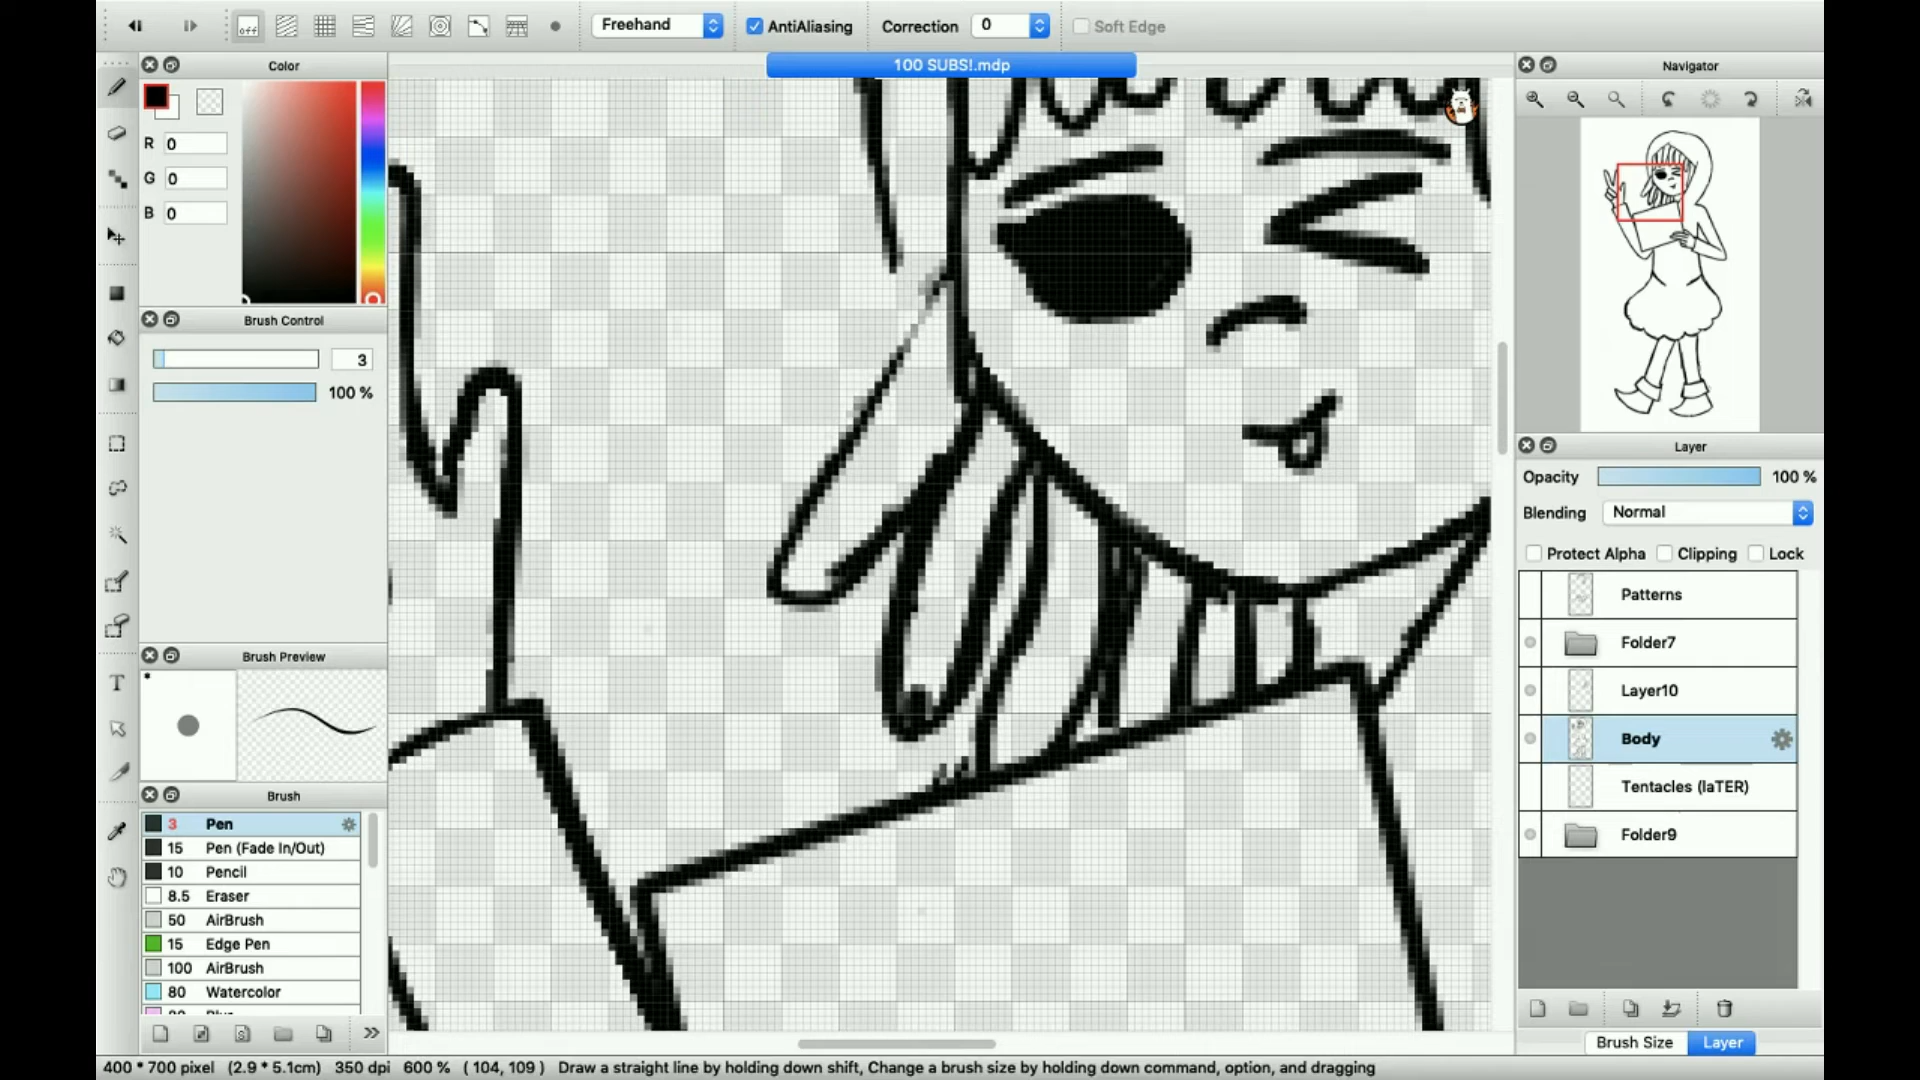 off
Freehand
AntiAliasing
Correction
0
Soft Edge
Color
100 SUBS!.mdp
Navigator
R 0
G 0
B 0
Brush Control
3
100 %
Brush Preview
Brush
3 Pen
15 Pen (Fade In/Out)
10 Pencil
8.5 Eraser
50 AirBrush
15 Edge Pen
100 AirBrush
80 Watercolor
Layer
Opacity 100 %
Blending Normal
Protect Alpha Clipping Lock
Patterns
Folder7
Layer10
Body
Tentacles (laTER)
Folder9
Brush Size Layer
400 * 700 pixel (2.9 * 5.1cm) 350 dpi 600 % ( 104, 109 ) Draw a straight line by holding down shift, Change a brush size by holding down command, option, and dragging